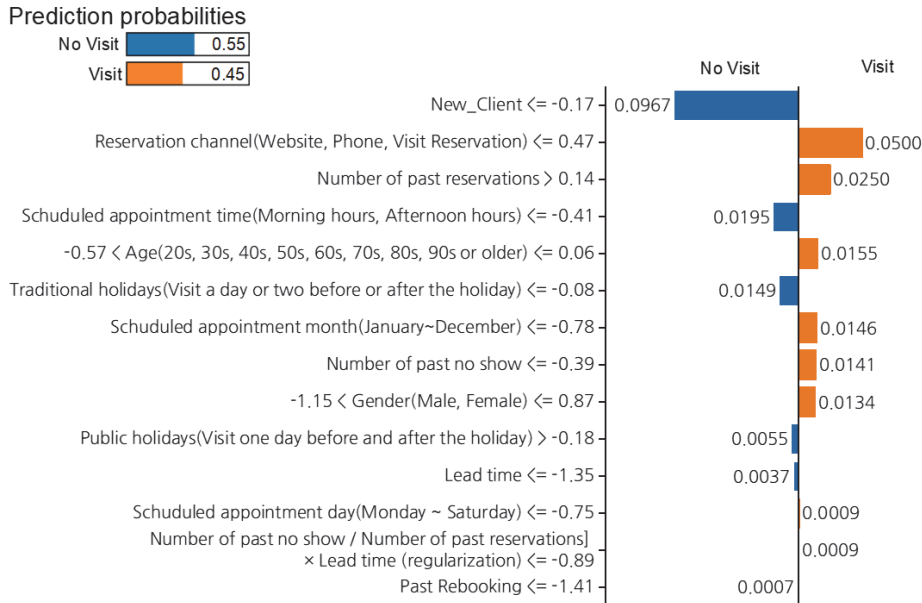 Prediction probabilities
No Visit 0.55
Visit 0.45
No Visit Visit
New_Client <= -0.17 0.0967
Reservation channel(Website, Phone, Visit Reservation) <= 0.47 0.0500
Number of past reservations > 0.14 0.0250
Schuduled appointment time(Morning hours, Afternoon hours) <= -0.41 0.0195
-0.57 < Age(20s, 30s, 40s, 50s, 60s, 70s, 80s, 90s or older) <= 0.06 0.0155
Traditional holidays(Visit a day or two before or after the holiday) <= -0.08 0.0149
Schuduled appointment month(January~December) <= -0.78 0.0146
Number of past no show <= -0.39 0.0141
-1.15 < Gender(Male, Female) <= 0.87 0.0134
Public holidays(Visit one day before and after the holiday) > -0.18 0.0055
Lead time <= -1.35 0.0037
Schuduled appointment day(Monday ~ Saturday) <= -0.75 0.0009
Number of past no show / Number of past reservations]
× Lead time (regularization) <= -0.89 0.0009
Past Rebooking <= -1.41 0.0007